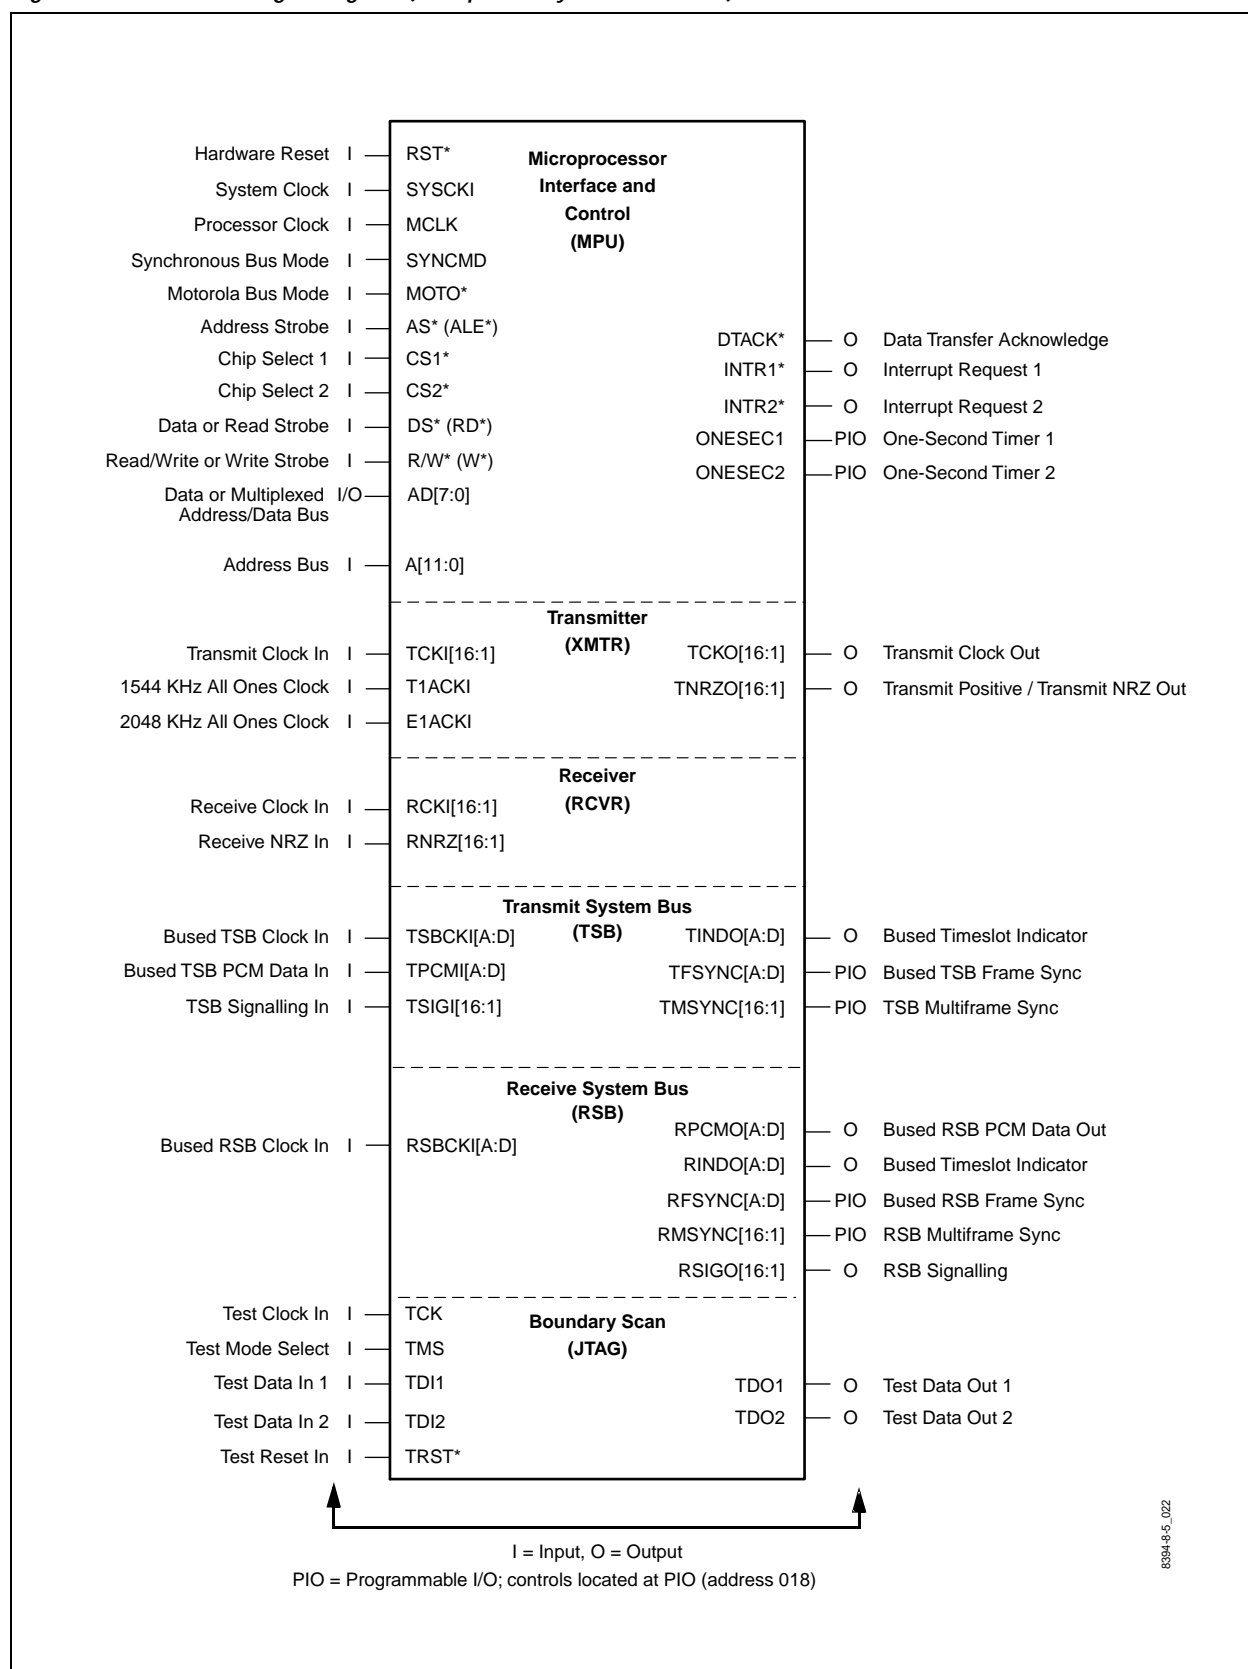 Hardware Reset I RST*
System Clock I SYSCKI
Processor Clock I MCLK
Synchronous Bus Mode I SYNCMD
Motorola Bus Mode I MOTO*
Address Strobe I AS* (ALE*)
Chip Select 1 I CS1*
Chip Select 2 I CS2*
Data or Read Strobe I DS* (RD*)
Read/Write or Write Strobe I R/W* (W*)
Data or Multiplexed I/O AD[7:0]
Address/Data Bus
Address Bus I A[11:0]
Microprocessor
Interface and
Control
(MPU)
DTACK* O Data Transfer Acknowledge
INTR1* O Interrupt Request 1
INTR2* O Interrupt Request 2
ONESEC1 PIO One-Second Timer 1
ONESEC2 PIO One-Second Timer 2
Transmitter
(XMTR)
Transmit Clock In I TCKI[16:1]
1544 KHz All Ones Clock I T1ACKI
2048 KHz All Ones Clock I E1ACKI
TCKO[16:1] O Transmit Clock Out
TNRZO[16:1] O Transmit Positive / Transmit NRZ Out
Receiver
(RCVR)
Receive Clock In I RCKI[16:1]
Receive NRZ In I RNRZ[16:1]
Transmit System Bus
(TSB)
Bused TSB Clock In I TSBCKI[A:D]
Bused TSB PCM Data In I TPCMI[A:D]
TSB Signalling In I TSIGI[16:1]
TINDO[A:D] O Bused Timeslot Indicator
TFSYNC[A:D] PIO Bused TSB Frame Sync
TMSYNC[16:1] PIO TSB Multiframe Sync
Receive System Bus
(RSB)
Bused RSB Clock In I RSBCKI[A:D]
RPCMO[A:D] O Bused RSB PCM Data Out
RINDO[A:D] O Bused Timeslot Indicator
RFSYNC[A:D] PIO Bused RSB Frame Sync
RMSYNC[16:1] PIO RSB Multiframe Sync
RSIGO[16:1] O RSB Signalling
Boundary Scan
(JTAG)
Test Clock In I TCK
Test Mode Select I TMS
Test Data In 1 I TDI1
Test Data In 2 I TDI2
Test Reset In I TRST*
TDO1 O Test Data Out 1
TDO2 O Test Data Out 2
I = Input, O = Output
PIO = Programmable I/O; controls located at PIO (address 018)
8394-8-5_022